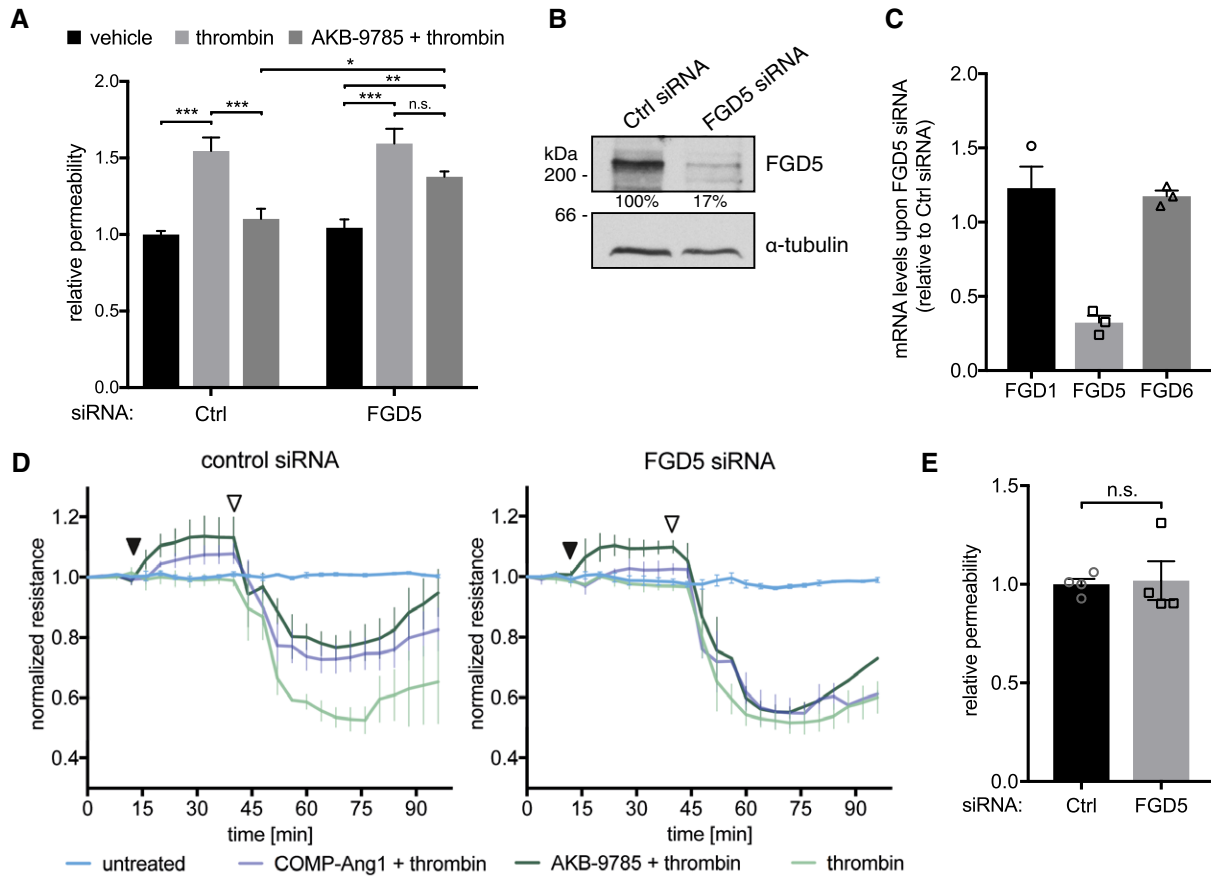 A
vehicle
thrombin
AKB-9785 + thrombin
relative permeability
2.0
1.5
1.0
0.5
0.0
***
***
*
**
***
n.s.
siRNA:
Ctrl
FGD5
B
Ctrl siRNA
FGD5 siRNA
kDa
200 -
FGD5
100%
17%
66 -
α-tubulin
C
mRNA levels upon FGD5 siRNA
(relative to Ctrl siRNA)
2.0
1.5
1.0
0.5
0.0
FGD1
FGD5
FGD6
D
control siRNA
normalized resistance
1.2
1.0
0.8
0.6
0.4
0
15
30
45
60
75
90
time [min]
FGD5 siRNA
normalized resistance
1.2
1.0
0.8
0.6
0.4
0
15
30
45
60
75
90
time [min]
untreated
COMP-Ang1 + thrombin
AKB-9785 + thrombin
thrombin
E
relative permeability
1.5
1.0
0.5
0.0
n.s.
siRNA:
Ctrl
FGD5